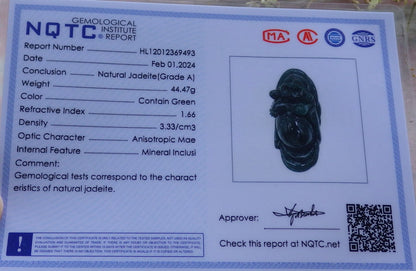 NQTC GEMOLOGICAL INSTITUTE REPORT
Report Number HL12012369493
Date Feb 01.2024
Conclusion Natural Jadeite(Grade A)
Weight 44.47g
Color Contain Green
Refractive Index 1.66
Density 3.33/cm3
Optic Character Anisotropic Mae
Internal Feature Mineral Inclusi
Comment:
Gemological tests correspond to the charact
eristics of natural jadeite.
MA
GNRS
Approver:
Check this report at NQTC.net